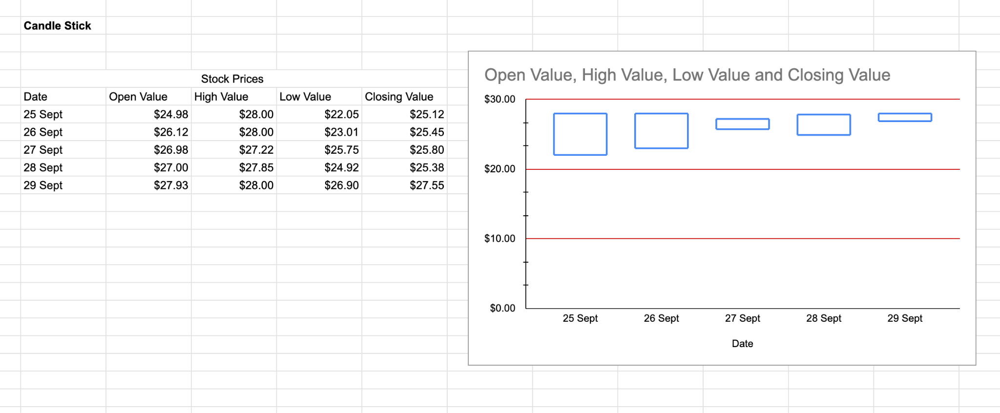 Candle Stick
Stock Prices
Date Open Value High Value Low Value Closing Value
25 Sept $24.98 $28.00 $22.05 $25.12
26 Sept $26.12 $28.00 $23.01 $25.45
27 Sept $26.98 $27.22 $25.75 $25.80
28 Sept $27.00 $27.85 $24.92 $25.38
29 Sept $27.93 $28.00 $26.90 $27.55
Open Value, High Value, Low Value and Closing Value
$30.00
$20.00
$10.00
$0.00
25 Sept 26 Sept 27 Sept 28 Sept 29 Sept
Date